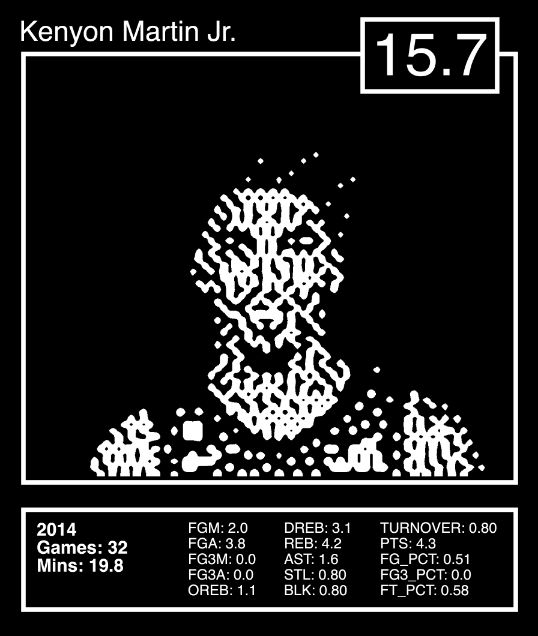 Kenyon Martin Jr.
15.7
2014
Games: 32
Mins: 19.8
FGM: 2.0
FGA: 3.8
FG3M: 0.0
FG3A: 0.0
OREB: 1.1
DREB: 3.1
REB: 4.2
AST: 1.6
STL: 0.80
BLK: 0.80
TURNOVER: 0.80
PTS: 4.3
FG_PCT: 0.51
FG3_PCT: 0.0
FT_PCT: 0.58